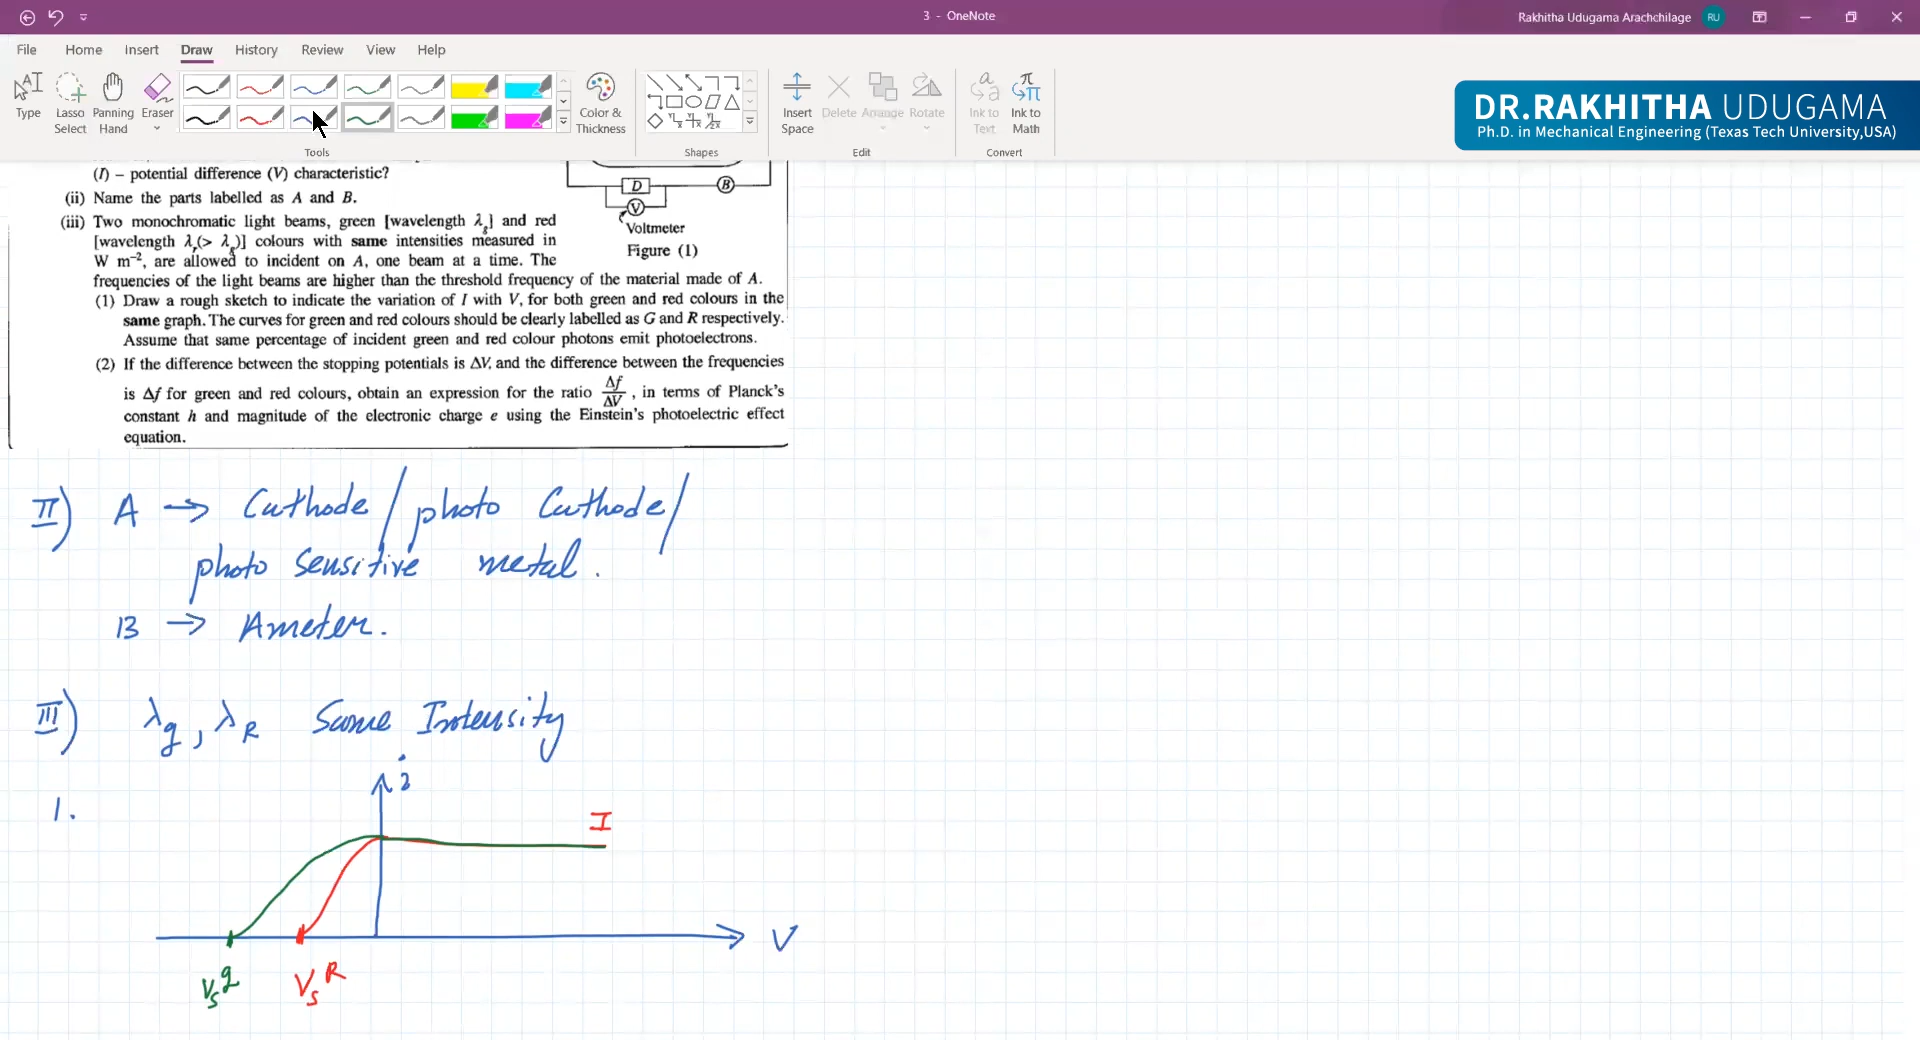 3 - OneNote
Rakhitha Udugama Arachchilage RU
File Home Insert Draw History Review View Help
Type
Lasso Select
Panning Hand
Eraser
Color & Thickness
Insert Space
Delete
Arrange
Rotate
Ink to Text
Ink to Math
Tools
Shapes
Edit
Convert
DR.RAKHITHA UDUGAMA
Ph.D. in Mechanical Engineering (Texas Tech University,USA)
(I) – potential difference (V) characteristic?
(ii) Name the parts labelled as A and B.
(iii) Two monochromatic light beams, green [wavelength λg] and red
[wavelength λr(> λg)] colours with same intensities measured in
W m⁻², are allowed to incident on A, one beam at a time. The
frequencies of the light beams are higher than the threshold frequency of the material made of A.
(1) Draw a rough sketch to indicate the variation of I with V, for both green and red colours in the
same graph. The curves for green and red colours should be clearly labelled as G and R respectively.
Assume that same percentage of incident green and red colour photons emit photoelectrons.
(2) If the difference between the stopping potentials is ΔV, and the difference between the frequencies
is Δf for green and red colours, obtain an expression for the ratio Δf/ΔV, in terms of Planck's
constant h and magnitude of the electronic charge e using the Einstein's photoelectric effect
equation.
D
B
V
Voltmeter
Figure (1)
II) A → Cathode / photo Cathode /
photo sensitive metal.
B → Ameter.
III) λg, λR Same Intensity
1.
i
I
V
Vsg
VsR